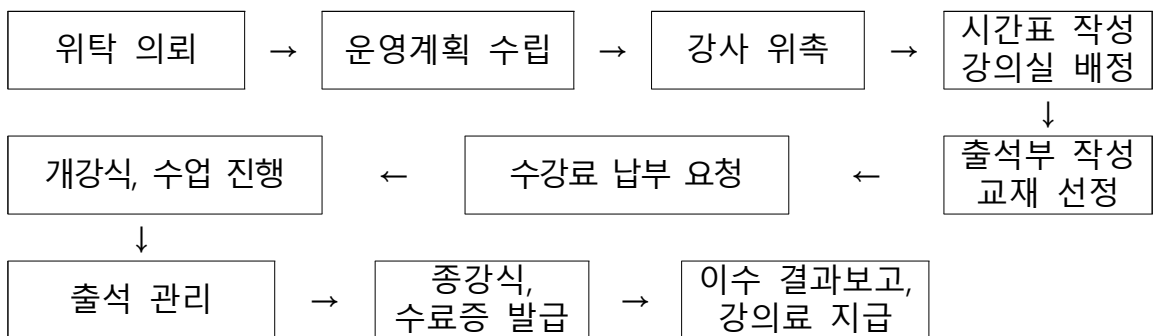 위탁 의뢰 → 운영계획 수립 → 강사 위촉 → 시간표 작성
강의실 배정
↓
출석부 작성
교재 선정
←
수강료 납부 요청
←
개강식, 수업 진행
↓
출석 관리
→
종강식,
수료증 발급
→
이수 결과보고,
강의료 지급